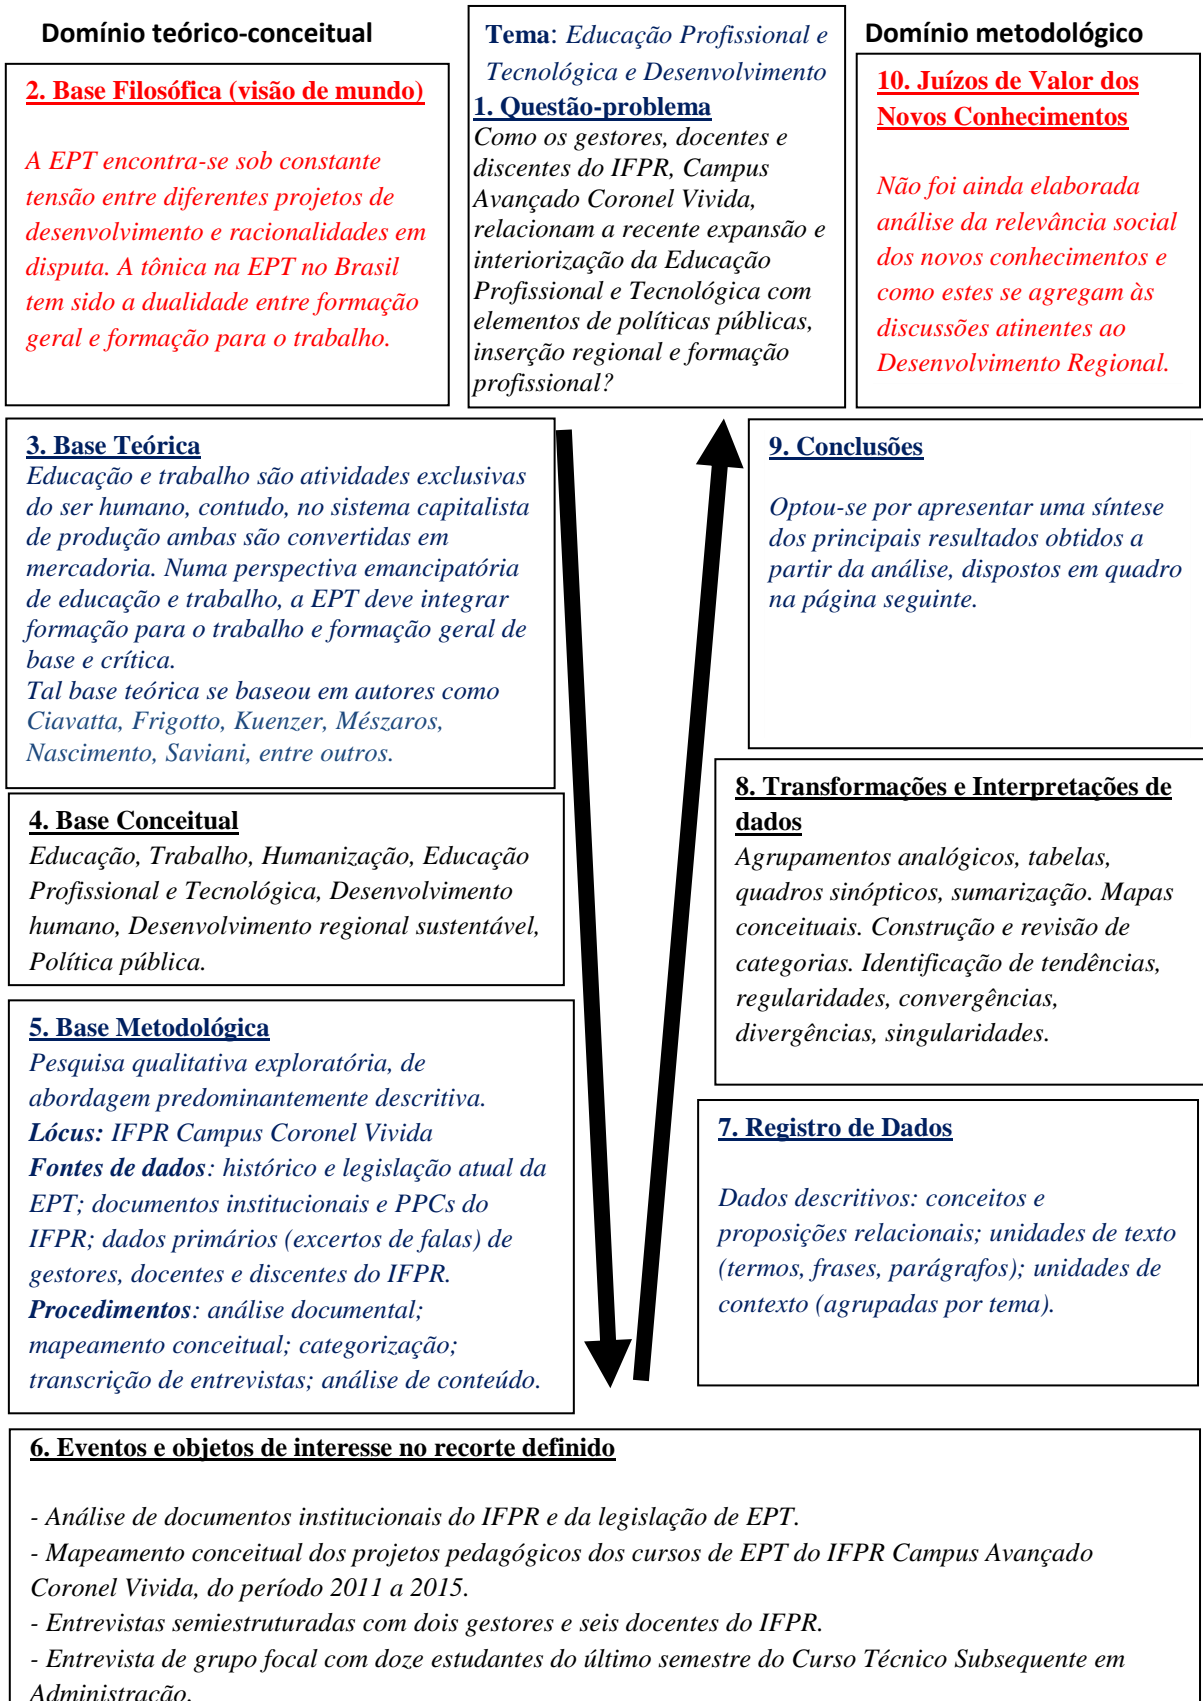 Domínio teórico-conceitual
Tema: Educação Profissional e
Tecnológica e Desenvolvimento
1. Questão-problema
Como os gestores, docentes e
discentes do IFPR, Campus
Avançado Coronel Vivida,
relacionam a recente expansão e
interiorização da Educação
Profissional e Tecnológica com
elementos de políticas públicas,
inserção regional e formação
profissional?
Domínio metodológico
2. Base Filosófica (visão de mundo)
A EPT encontra-se sob constante
tensão entre diferentes projetos de
desenvolvimento e racionalidades em
disputa. A tônica na EPT no Brasil
tem sido a dualidade entre formação
geral e formação para o trabalho.
10. Juízos de Valor dos
Novos Conhecimentos
Não foi ainda elaborada
análise da relevância social
dos novos conhecimentos e
como estes se agregam às
discussões atinentes ao
Desenvolvimento Regional.
3. Base Teórica
Educação e trabalho são atividades exclusivas
do ser humano, contudo, no sistema capitalista
de produção ambas são convertidas em
mercadoria. Numa perspectiva emancipatória
de educação e trabalho, a EPT deve integrar
formação para o trabalho e formação geral de
base e crítica.
Tal base teórica se baseou em autores como
Ciavatta, Frigotto, Kuenzer, Mészaros,
Nascimento, Saviani, entre outros.
9. Conclusões
Optou-se por apresentar uma síntese
dos principais resultados obtidos a
partir da análise, dispostos em quadro
na página seguinte.
4. Base Conceitual
Educação, Trabalho, Humanização, Educação
Profissional e Tecnológica, Desenvolvimento
humano, Desenvolvimento regional sustentável,
Política pública.
8. Transformações e Interpretações de
dados
Agrupamentos analógicos, tabelas,
quadros sinópticos, sumarização. Mapas
conceituais. Construção e revisão de
categorias. Identificação de tendências,
regularidades, convergências,
divergências, singularidades.
5. Base Metodológica
Pesquisa qualitativa exploratória, de
abordagem predominantemente descritiva.
Lócus: IFPR Campus Coronel Vivida
Fontes de dados: histórico e legislação atual da
EPT; documentos institucionais e PPCs do
IFPR; dados primários (excertos de falas) de
gestores, docentes e discentes do IFPR.
Procedimentos: análise documental;
mapeamento conceitual; categorização;
transcrição de entrevistas; análise de conteúdo.
7. Registro de Dados
Dados descritivos: conceitos e
proposições relacionais; unidades de texto
(termos, frases, parágrafos); unidades de
contexto (agrupadas por tema).
6. Eventos e objetos de interesse no recorte definido
- Análise de documentos institucionais do IFPR e da legislação de EPT.
- Mapeamento conceitual dos projetos pedagógicos dos cursos de EPT do IFPR Campus Avançado
Coronel Vivida, do período 2011 a 2015.
- Entrevistas semiestruturadas com dois gestores e seis docentes do IFPR.
- Entrevista de grupo focal com doze estudantes do último semestre do Curso Técnico Subsequente em
Administração.